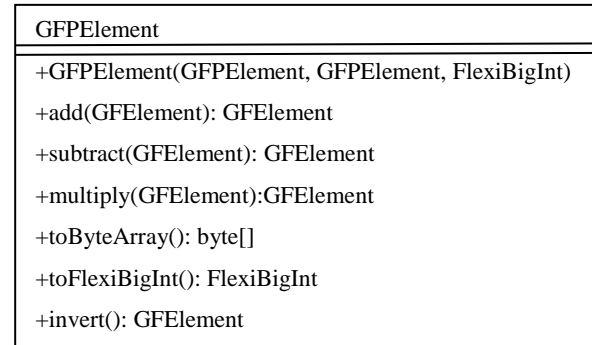 GFPElement
+GFPElement(GFPElement, GFPElement, FlexiBigInt)
+add(GFElement): GFElement
+subtract(GFElement): GFElement
+multiply(GFElement):GFElement
+toByteArray(): byte[]
+toFlexiBigInt(): FlexiBigInt
+invert(): GFElement